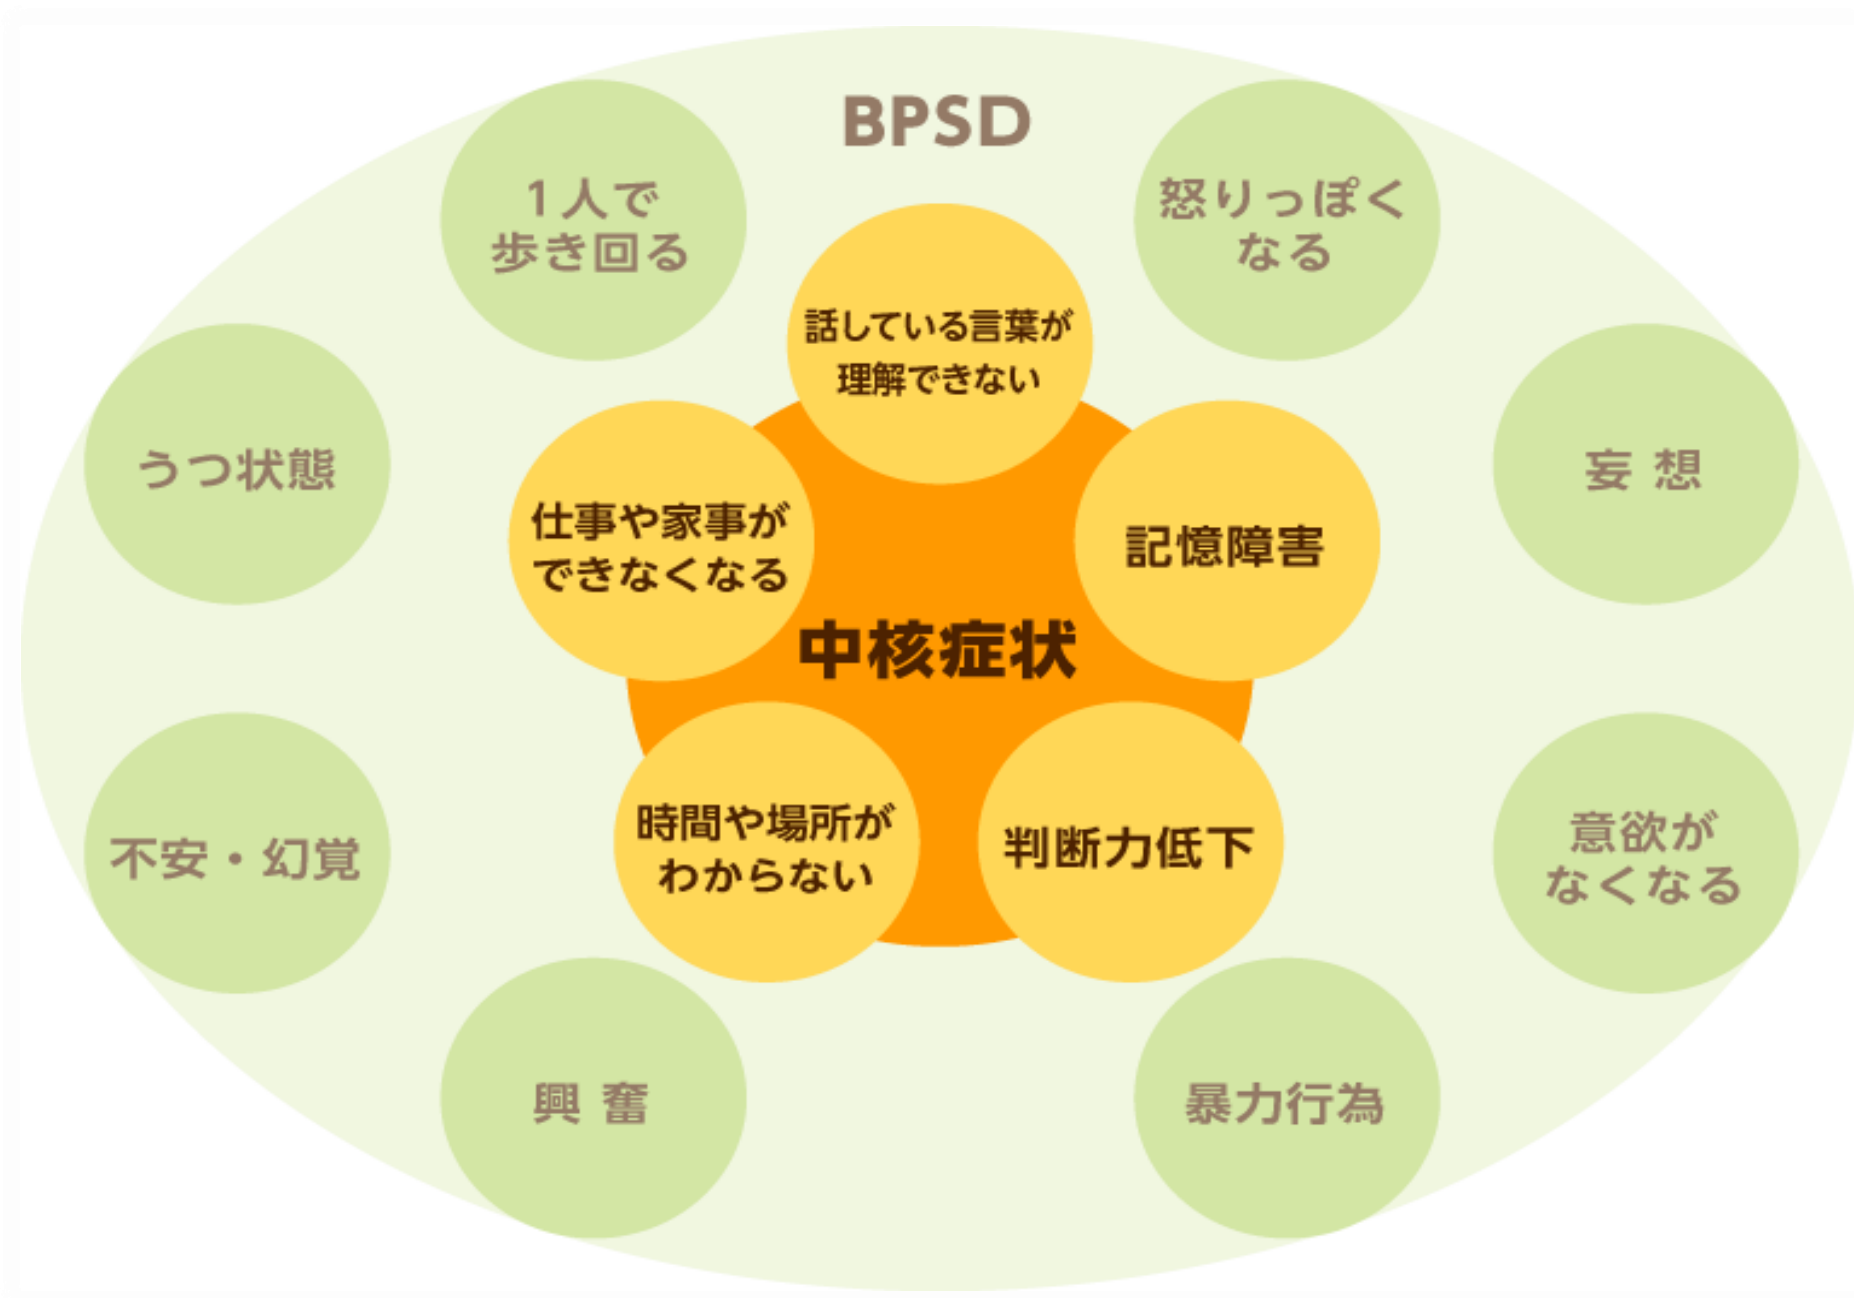 BPSD
1人で
歩き回る
怒りっぽく
なる
話している言葉が
理解できない
うつ状態
妄想
仕事や家事が
できなくなる
記憶障害
中核症状
時間や場所が
わからない
判断力低下
不安・幻覚
意欲が
なくなる
興奮
暴力行為